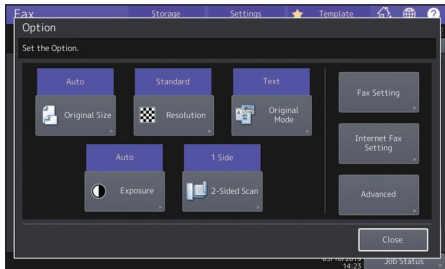 Fax Storage Settings Template ?
Option
Set the Option.
Auto Standard Text
Original Size Resolution Original
Mode
Fax Setting
Auto 1 Side
Exposure 2-Sided Scan
Internet Fax
Setting
Advanced
Close
14:23 Job Status